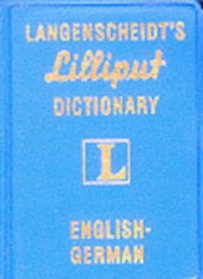 LANGENSCHEIDT'S
Lilliput
DICTIONARY
L
ENGLISH-
GERMAN